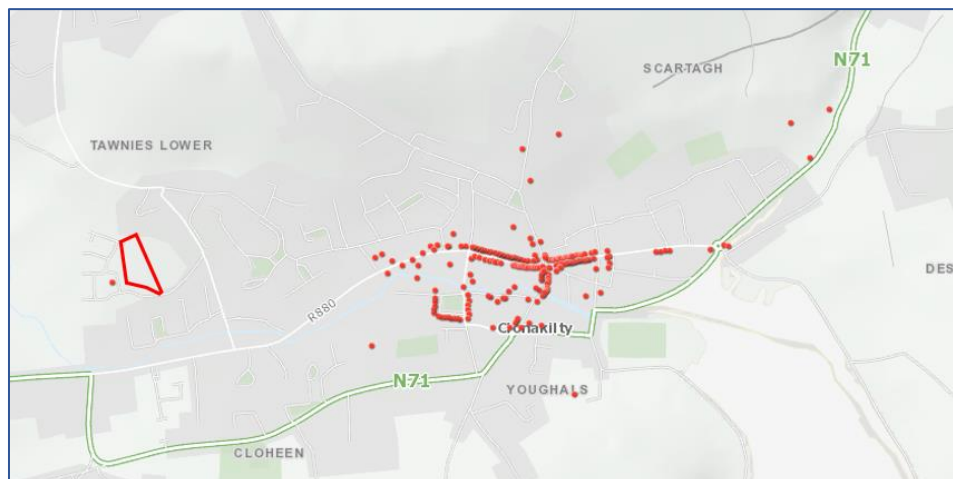 N71
SCARTAGH
TAWNIES LOWER
DES
R880
Clonakilty
N71
YOUGHALS
CLOHEEN